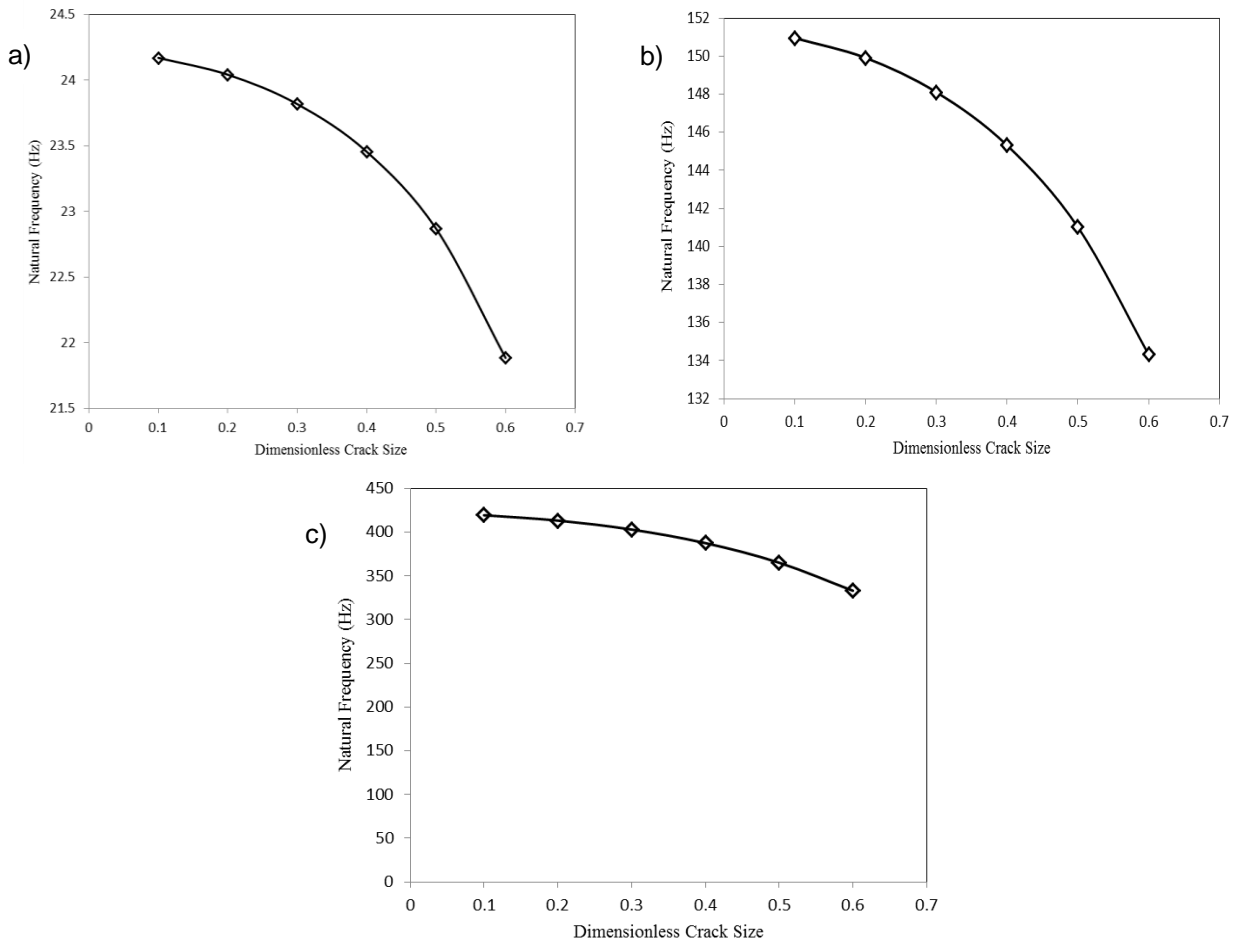 a)
24.5
24
23.5
23
22.5
22
21.5
0 0.1 0.2 0.3 0.4 0.5 0.6 0.7
Natural Frequency (Hz)
Dimensionless Crack Size
b)
152
150
148
146
144
142
140
138
136
134
132
0 0.1 0.2 0.3 0.4 0.5 0.6 0.7
Natural Frequency (Hz)
Dimensionless Crack Size
c)
450
400
350
300
250
200
150
100
50
0
0 0.1 0.2 0.3 0.4 0.5 0.6 0.7
Natural Frequency (Hz)
Dimensionless Crack Size